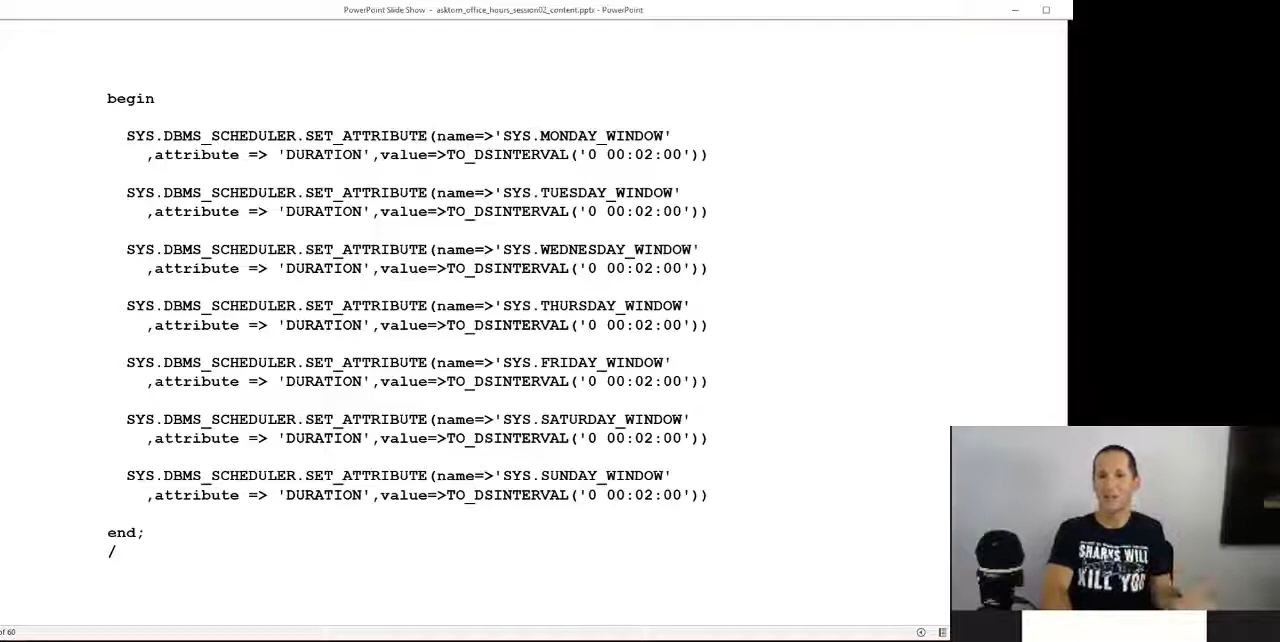 PowerPoint Slide Show - asktom_office_hours_session02_content.pptx - PowerPoint
begin
SYS.DBMS_SCHEDULER.SET_ATTRIBUTE(name=>'SYS.MONDAY_WINDOW'
,attribute => 'DURATION',value=>TO_DSINTERVAL('0 00:02:00'))
SYS.DBMS_SCHEDULER.SET_ATTRIBUTE(name=>'SYS.TUESDAY_WINDOW'
,attribute => 'DURATION',value=>TO_DSINTERVAL('0 00:02:00'))
SYS.DBMS_SCHEDULER.SET_ATTRIBUTE(name=>'SYS.WEDNESDAY_WINDOW'
,attribute => 'DURATION',value=>TO_DSINTERVAL('0 00:02:00'))
SYS.DBMS_SCHEDULER.SET_ATTRIBUTE(name=>'SYS.THURSDAY_WINDOW'
,attribute => 'DURATION',value=>TO_DSINTERVAL('0 00:02:00'))
SYS.DBMS_SCHEDULER.SET_ATTRIBUTE(name=>'SYS.FRIDAY_WINDOW'
,attribute => 'DURATION',value=>TO_DSINTERVAL('0 00:02:00'))
SYS.DBMS_SCHEDULER.SET_ATTRIBUTE(name=>'SYS.SATURDAY_WINDOW'
,attribute => 'DURATION',value=>TO_DSINTERVAL('0 00:02:00'))
SYS.DBMS_SCHEDULER.SET_ATTRIBUTE(name=>'SYS.SUNDAY_WINDOW'
,attribute => 'DURATION',value=>TO_DSINTERVAL('0 00:02:00'))
end;
/
SHARKS WILL
KILL YOU
of 60